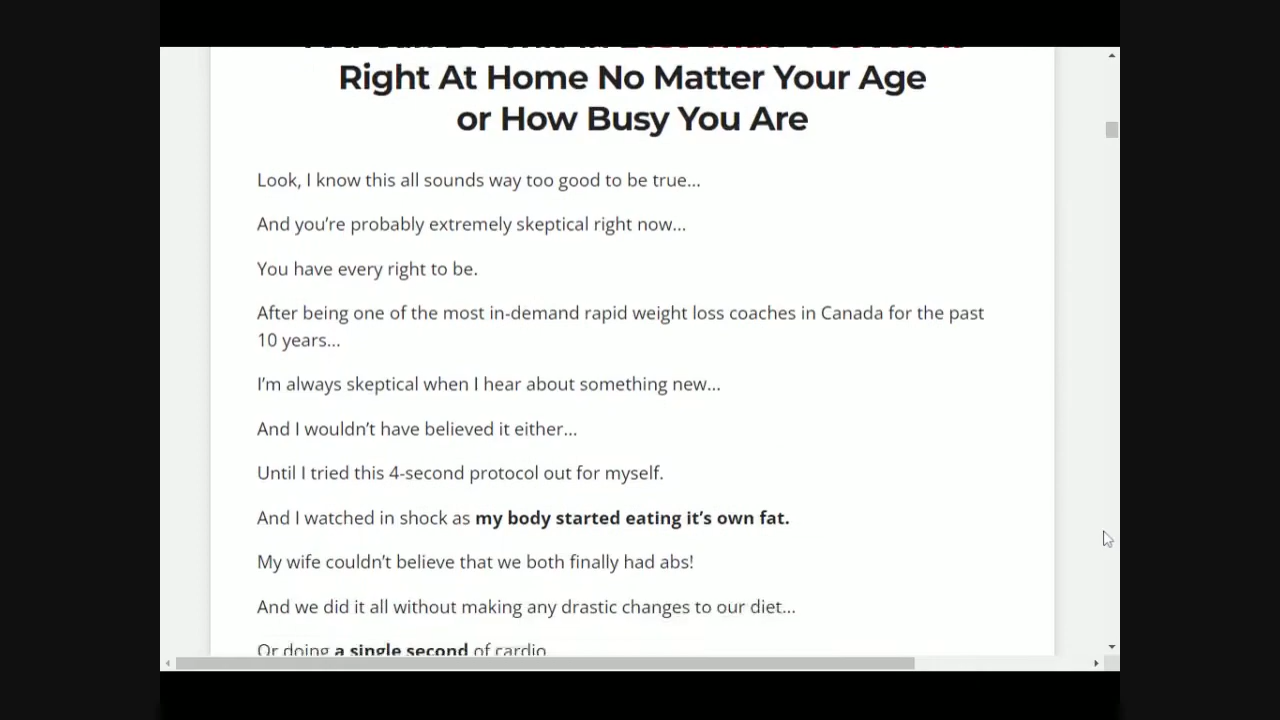 Right At Home No Matter Your Age
or How Busy You Are
Look, I know this all sounds way too good to be true...
And you’re probably extremely skeptical right now...
You have every right to be.
After being one of the most in-demand rapid weight loss coaches in Canada for the past
10 years...
I’m always skeptical when I hear about something new...
And I wouldn’t have believed it either...
Until I tried this 4-second protocol out for myself.
And I watched in shock as my body started eating it’s own fat.
My wife couldn’t believe that we both finally had abs!
And we did it all without making any drastic changes to our diet...
Or doing a single second of cardio